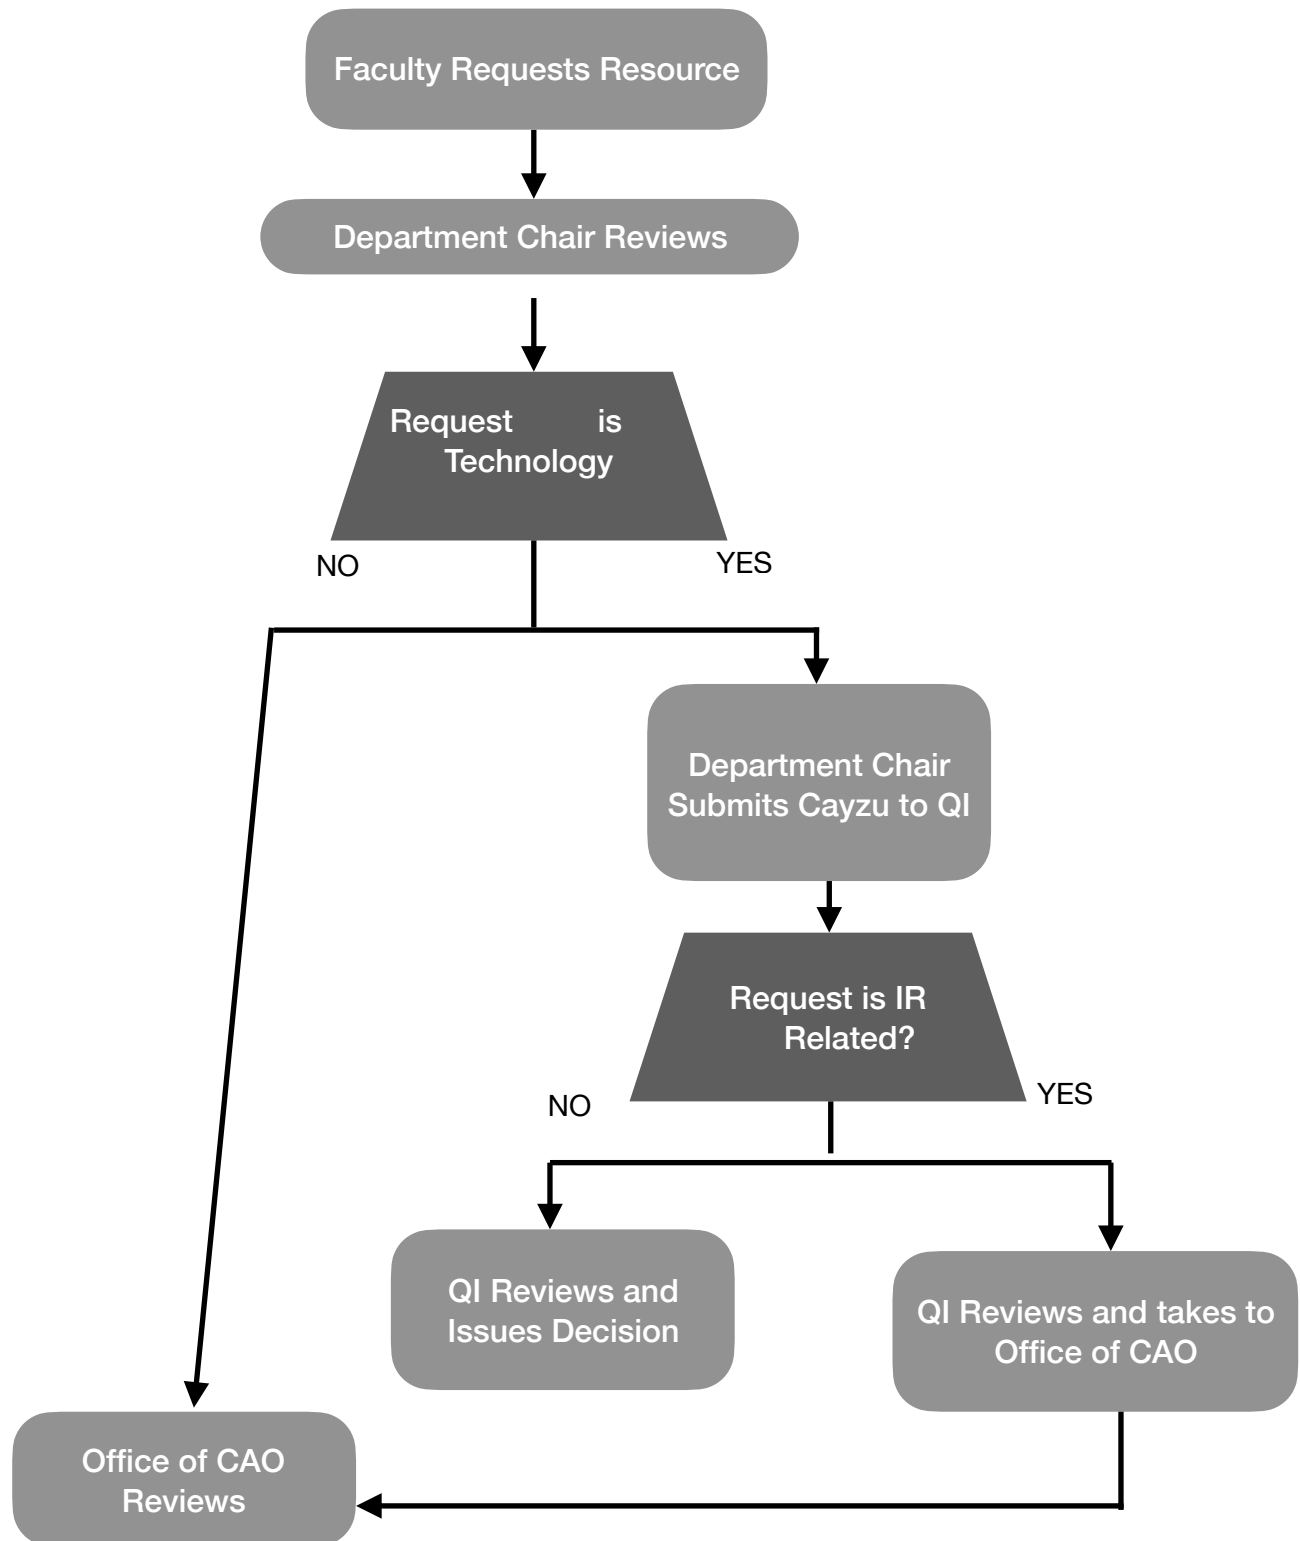 Faculty Requests Resource
Department Chair Reviews
Request is
Technology
NO
YES
Department Chair
Submits Cayzu to QI
Request is IR
Related?
NO
YES
QI Reviews and
Issues Decision
QI Reviews and takes to
Office of CAO
Office of CAO
Reviews